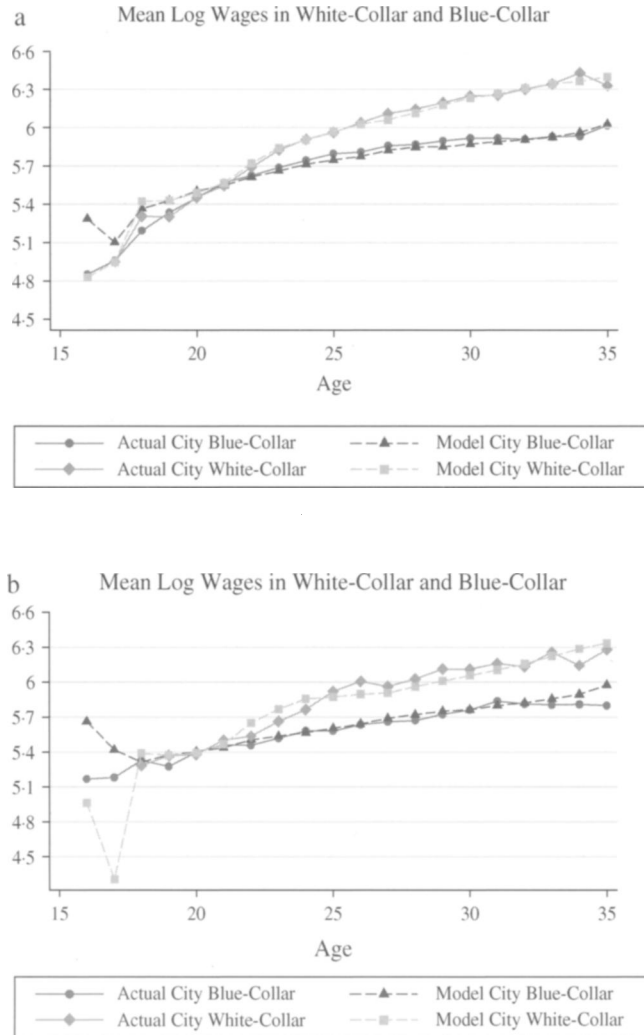 a
Mean Log Wages in White-Collar and Blue-Collar
6·6
6·3
6
5·7
5·4
5·1
4·8
4·5
15 20 25 30 35
Age
Actual City Blue-Collar Model City Blue-Collar
Actual City White-Collar Model City White-Collar
b
Mean Log Wages in White-Collar and Blue-Collar
6·6
6·3
6
5·7
5·4
5·1
4·8
4·5
15 20 25 30 35
Age
Actual City Blue-Collar Model City Blue-Collar
Actual City White-Collar Model City White-Collar